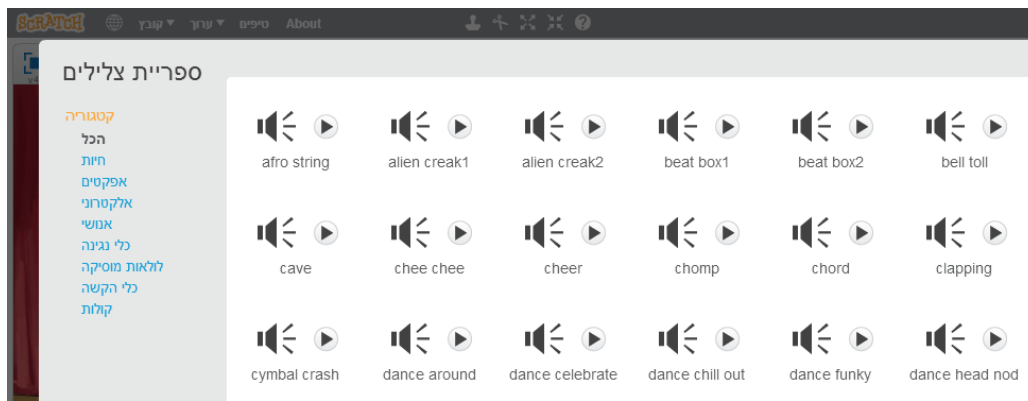 SCRATCH קובץ ▼ ערוך ▼ טיפים About
ספריית צלילים
קטגוריה
הכל
חיות
אפקטים
אלקטרוני
אנושי
כלי נגינה
לולאות מוסיקה
כלי הקשה
קולות
afro string alien creak1 alien creak2 beat box1 beat box2 bell toll
cave chee chee cheer chomp chord clapping
cymbal crash dance around dance celebrate dance chill out dance funky dance head nod